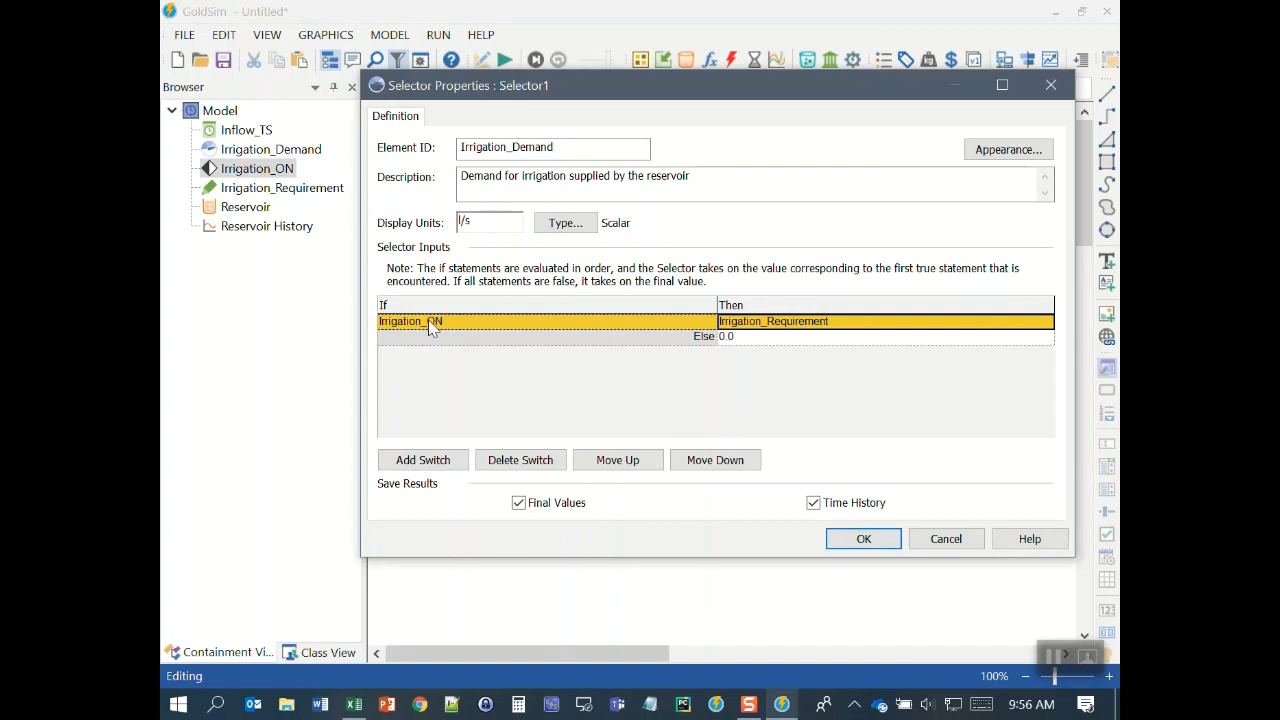 GoldSim - Untitled*
FILE EDIT VIEW GRAPHICS MODEL RUN HELP
Browser
Model
Inflow_TS
Irrigation_Demand
Irrigation_ON
Irrigation_Requirement
Reservoir
Reservoir History
Containment Vi... Class View
Selector Properties : Selector1
Definition
Element ID: Irrigation_Demand Appearance...
Description: Demand for irrigation supplied by the reservoir
Display Units: l/s Type... Scalar
Selector Inputs
Note: The if statements are evaluated in order, and the Selector takes on the value corresponding to the first true statement that is
encountered. If all statements are false, it takes on the final value.
If Then
Irrigation_ON Irrigation_Requirement
Else 0.0
Add Switch Delete Switch Move Up Move Down
Save Results
Final Values Time History
OK Cancel Help
Editing 100%
9:56 AM